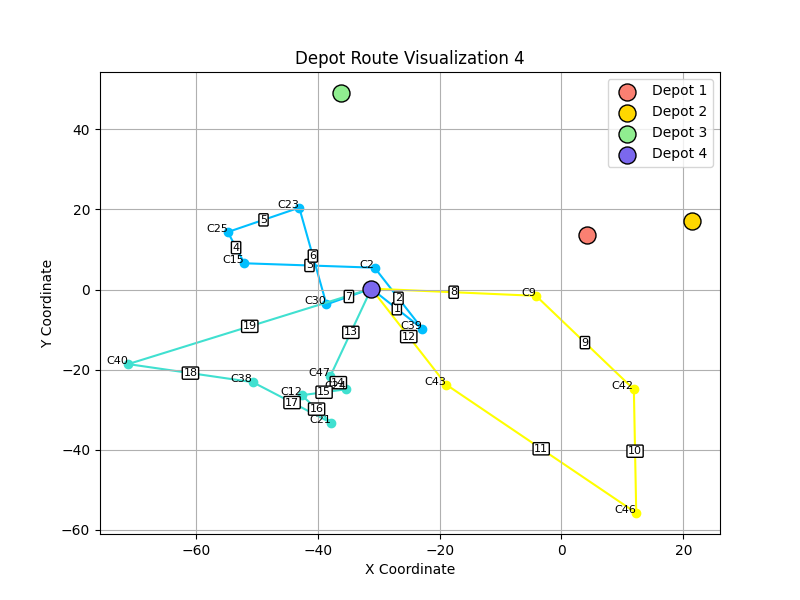 Depot Route Visualization 4
Depot 1
Depot 2
Depot 3
Depot 4
Y Coordinate
40
20
0
−20
−40
−60
C23
C25
5
4
C15
6
3
C2
C30
7
2
1
C39
8
C9
12
13
19
9
C40
18
C38
C47
14
15
C12
17
16
C21
C43
C42
11
10
C46
−60
−40
−20
0
20
X Coordinate